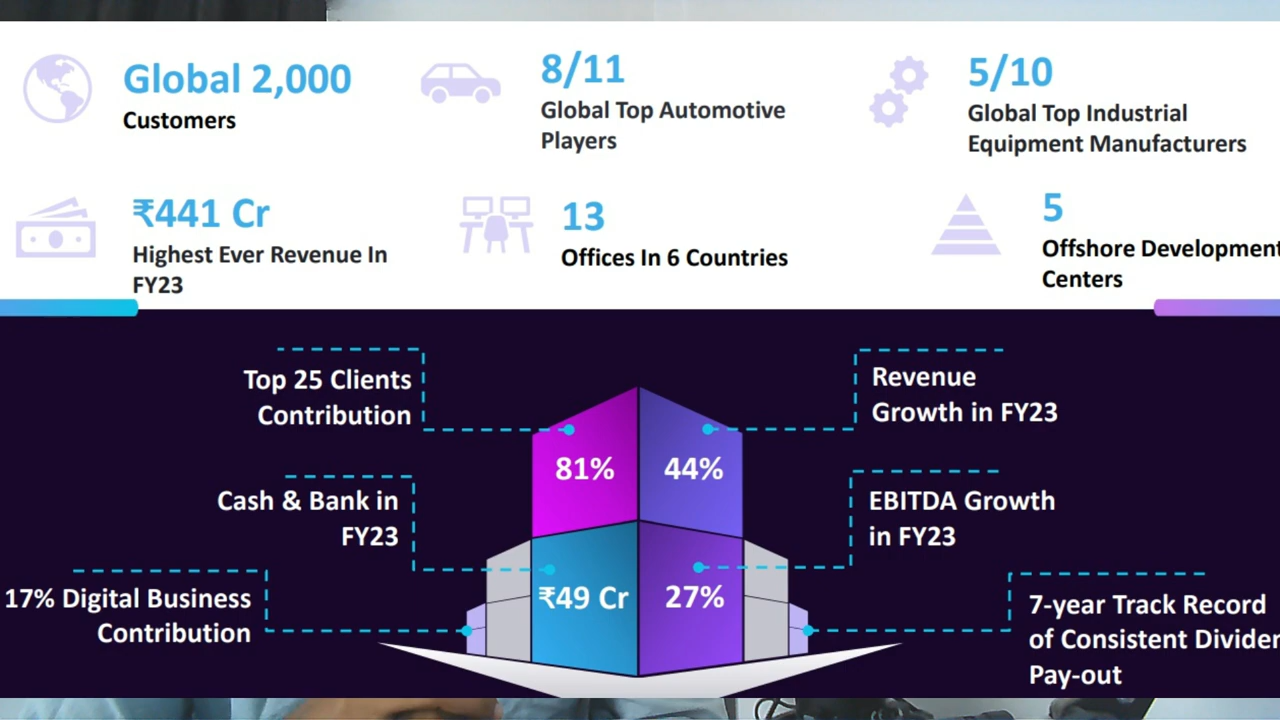 Global 2,000
Customers
8/11
Global Top Automotive
Players
5/10
Global Top Industrial
Equipment Manufacturers
₹441 Cr
Highest Ever Revenue In
FY23
13
Offices In 6 Countries
5
Offshore Development
Centers
Top 25 Clients
Contribution
81%
44%
Revenue
Growth in FY23
Cash & Bank in
FY23
₹49 Cr
27%
EBITDA Growth
in FY23
17% Digital Business
Contribution
7-year Track Record
of Consistent Dividen
Pay-out